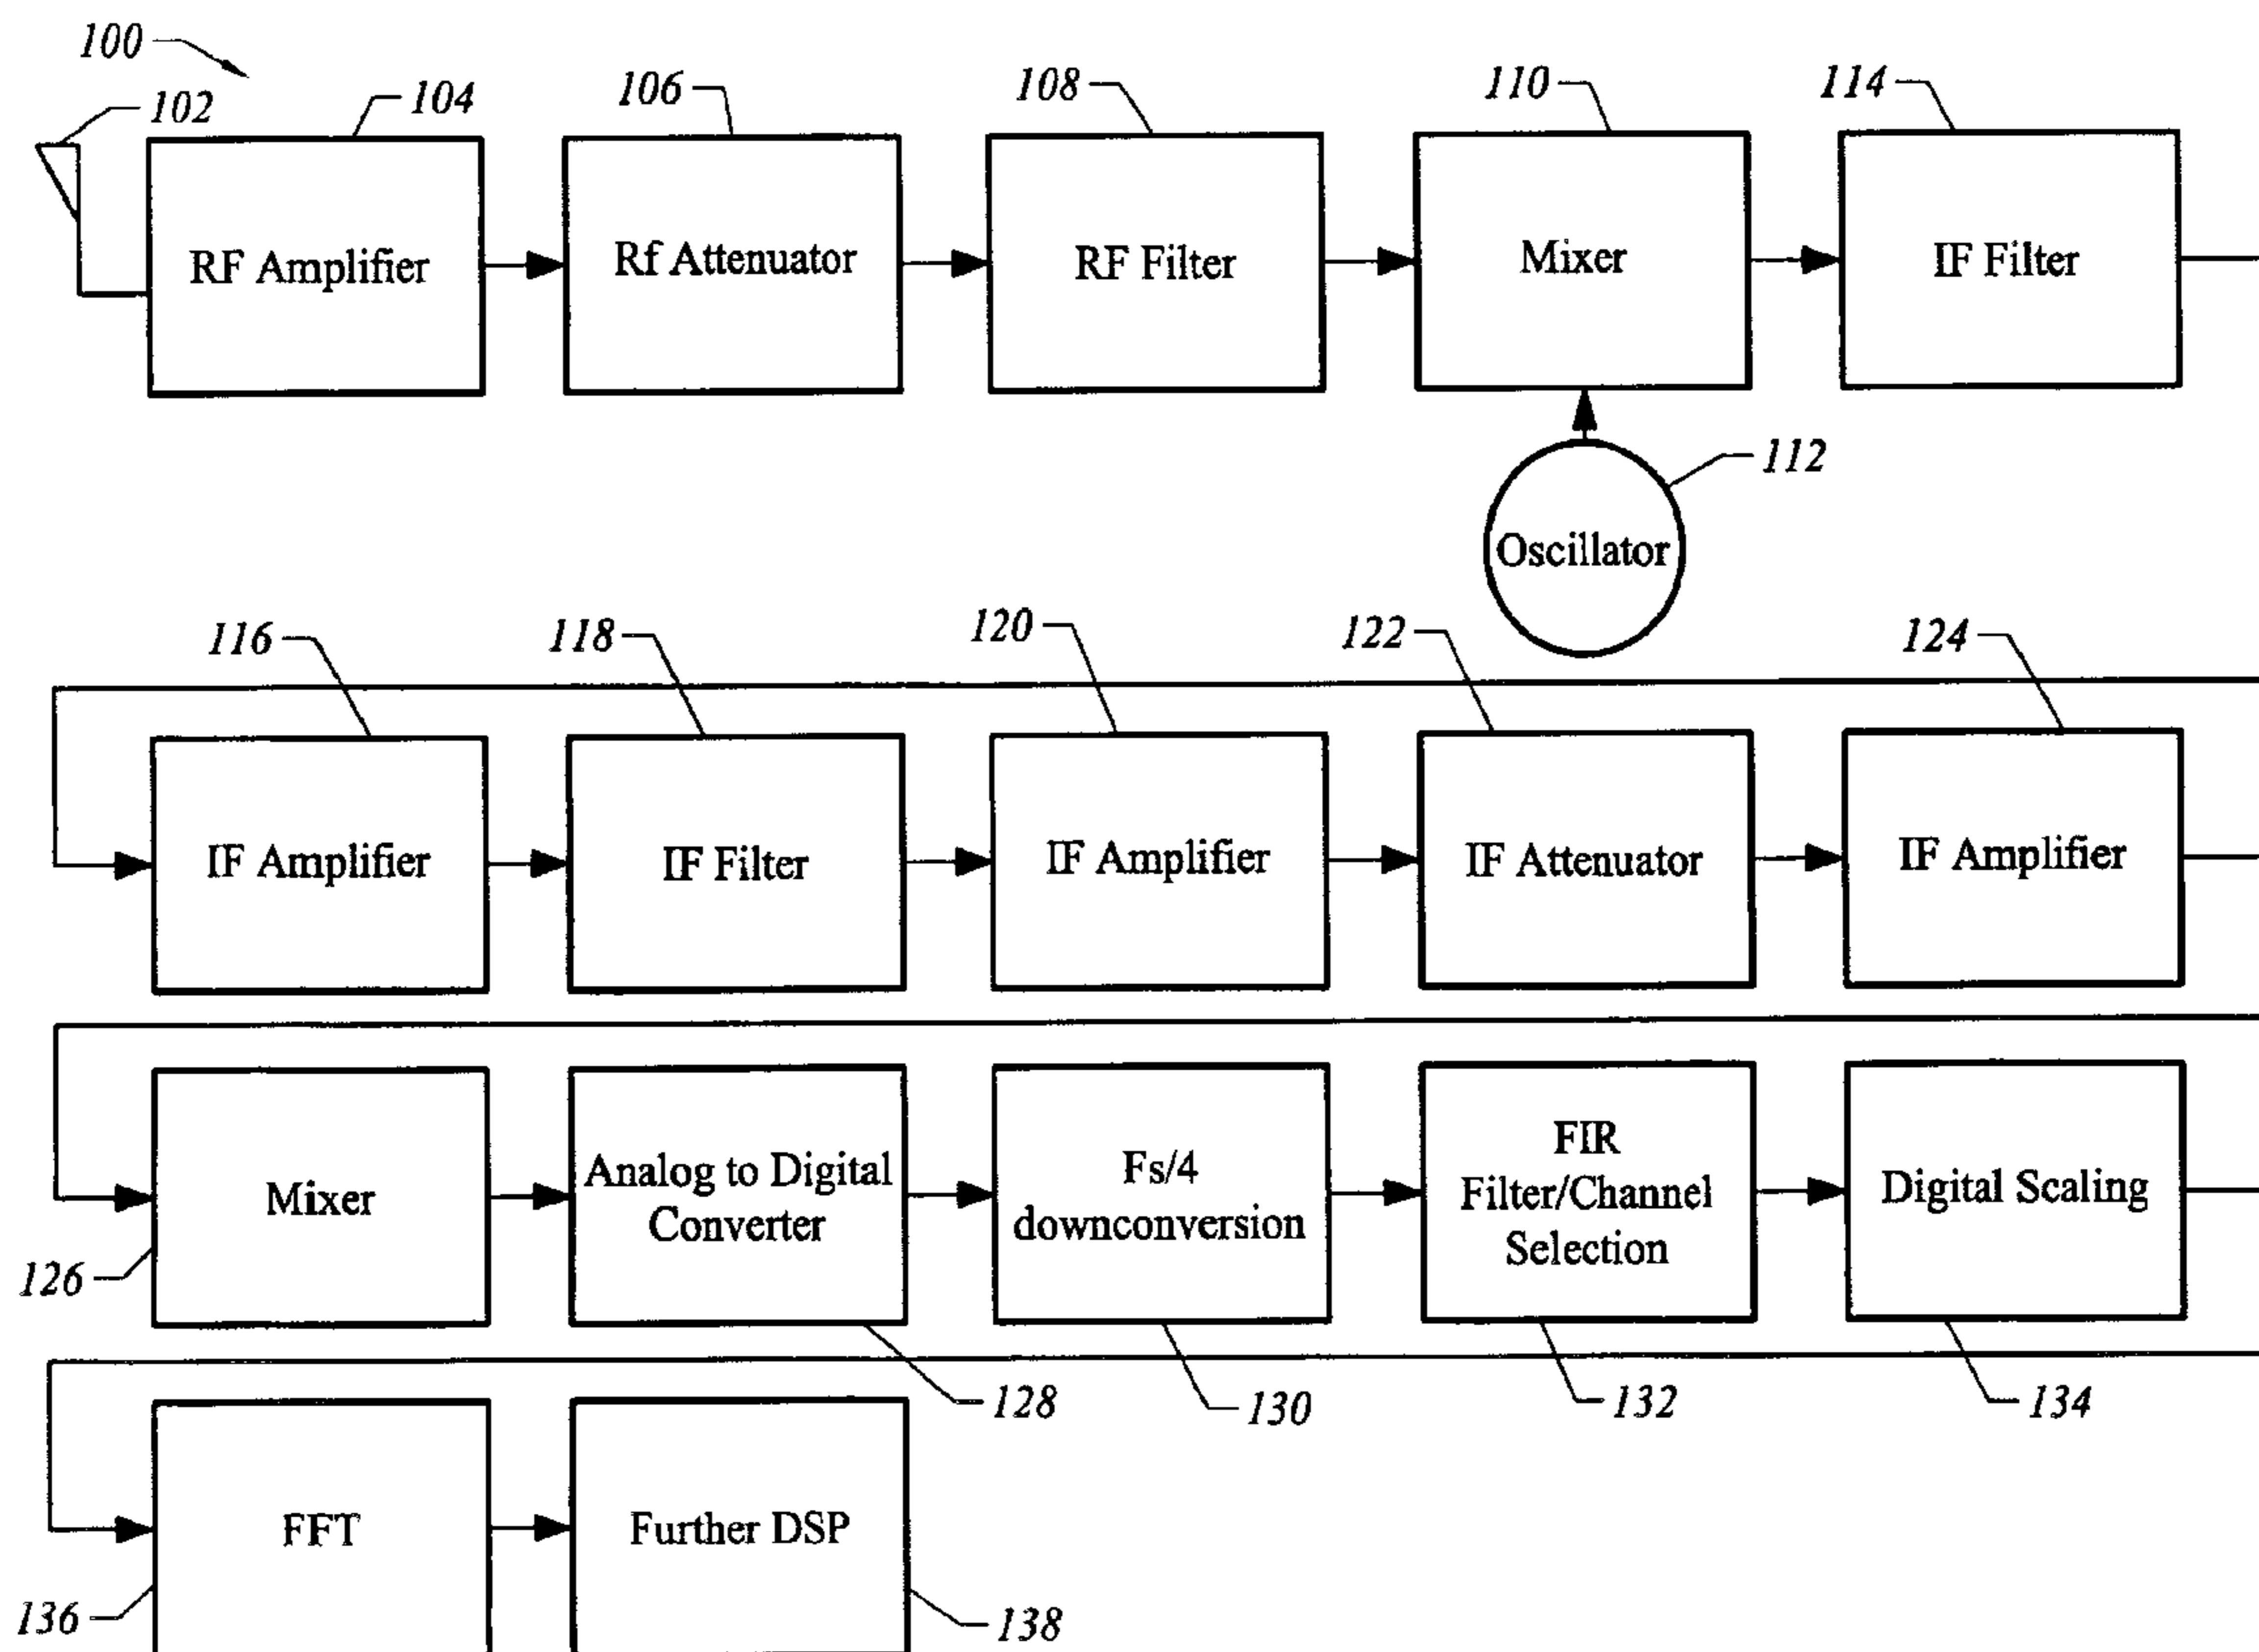 100
102
104
106
108
110
114
RF Amplifier
Rf Attenuator
RF Filter
Mixer
IF Filter
112
Oscillator
116
118
120
122
124
IF Amplifier
IF Filter
IF Amplifier
IF Attenuator
IF Amplifier
Mixer
Analog to Digital
Converter
Fs/4
downconversion
FIR
Filter/Channel
Selection
Digital Scaling
126
128
130
132
134
FFT
Further DSP
136
138